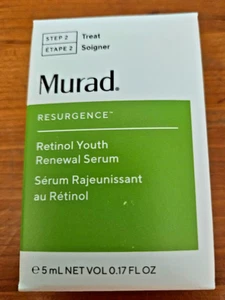 STEP 2 Treat
ETAPE 2 Soigner
Murad.
RESURGENCE™
Retinol Youth
Renewal Serum
Sérum Rajeunissant
au Rétinol
℮ 5 mL NET VOL 0.17 FL OZ